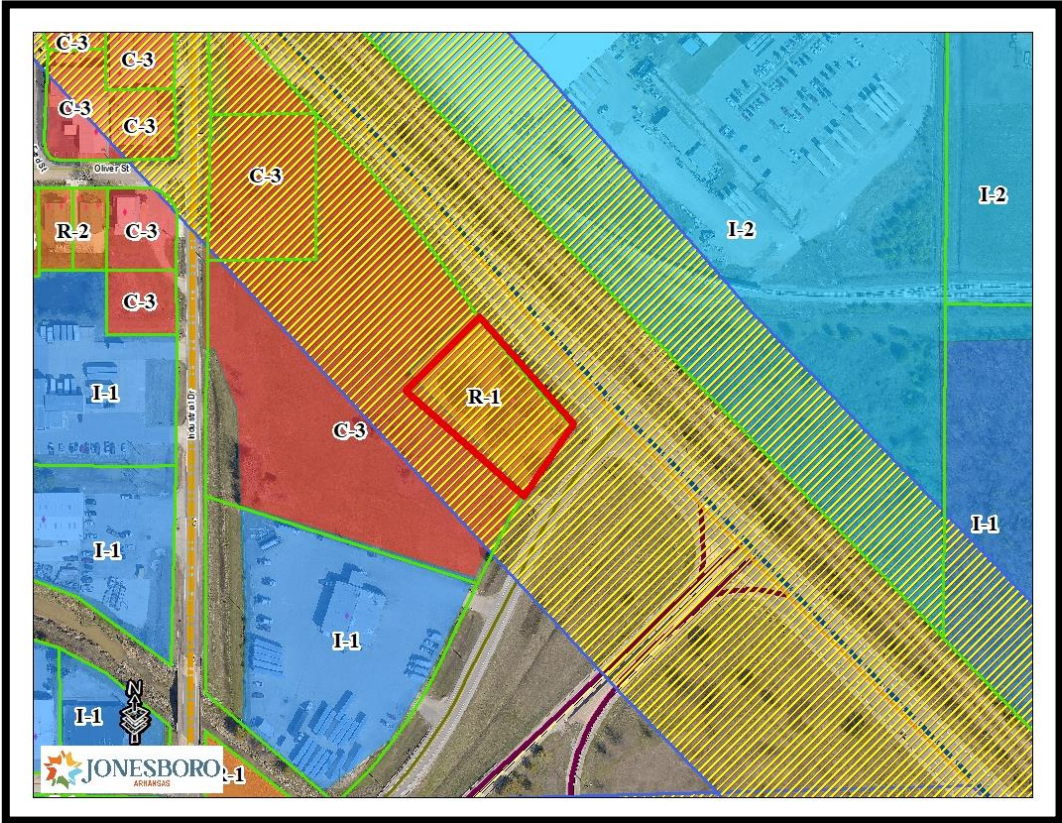 C-3
C-3
C-3
C-3
Oliver St
C-3
I-2
R-2
C-3
I-2
C-3
I-1
R-1
Industrial Dr
C-3
I-1
I-1
I-1
N
I-1
JONESBORO
ARKANSAS
R-1